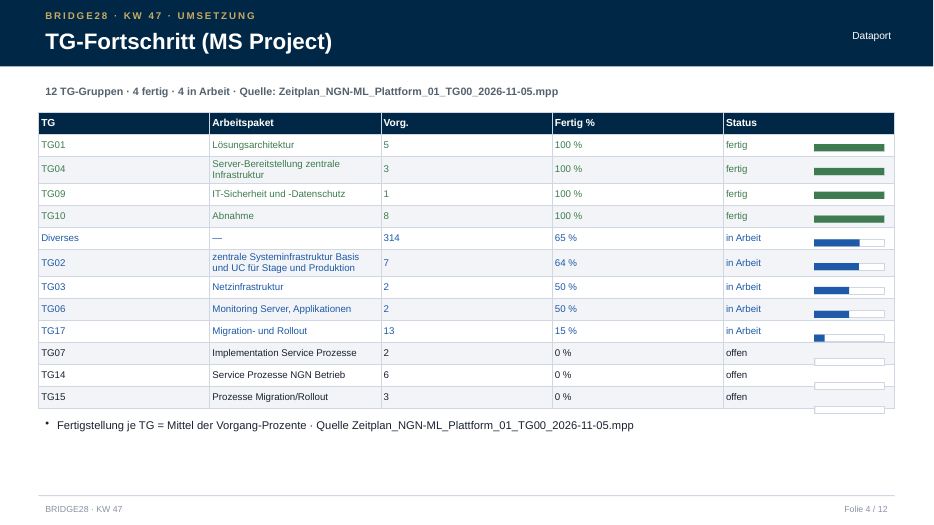 BRIDGE28 · KW 47 · UMSETZUNG
TG-Fortschritt (MS Project)
Dataport
12 TG-Gruppen · 4 fertig · 4 in Arbeit · Quelle: Zeitplan_NGN-ML_Plattform_01_TG00_2026-11-05.mpp
TG Arbeitspaket Vorg. Fertig % Status
TG01 Lösungsarchitektur 5 100 % fertig
TG04 Server-Bereitstellung zentrale Infrastruktur 3 100 % fertig
TG09 IT-Sicherheit und -Datenschutz 1 100 % fertig
TG10 Abnahme 8 100 % fertig
Diverses — 314 65 % in Arbeit
TG02 zentrale Systeminfrastruktur Basis und UC für Stage und Produktion 7 64 % in Arbeit
TG03 Netzinfrastruktur 2 50 % in Arbeit
TG06 Monitoring Server, Applikationen 2 50 % in Arbeit
TG17 Migration- und Rollout 13 15 % in Arbeit
TG07 Implementation Service Prozesse 2 0 % offen
TG14 Service Prozesse NGN Betrieb 6 0 % offen
TG15 Prozesse Migration/Rollout 3 0 % offen
• Fertigstellung je TG = Mittel der Vorgang-Prozente · Quelle Zeitplan_NGN-ML_Plattform_01_TG00_2026-11-05.mpp
BRIDGE28 · KW 47
Folie 4 / 12